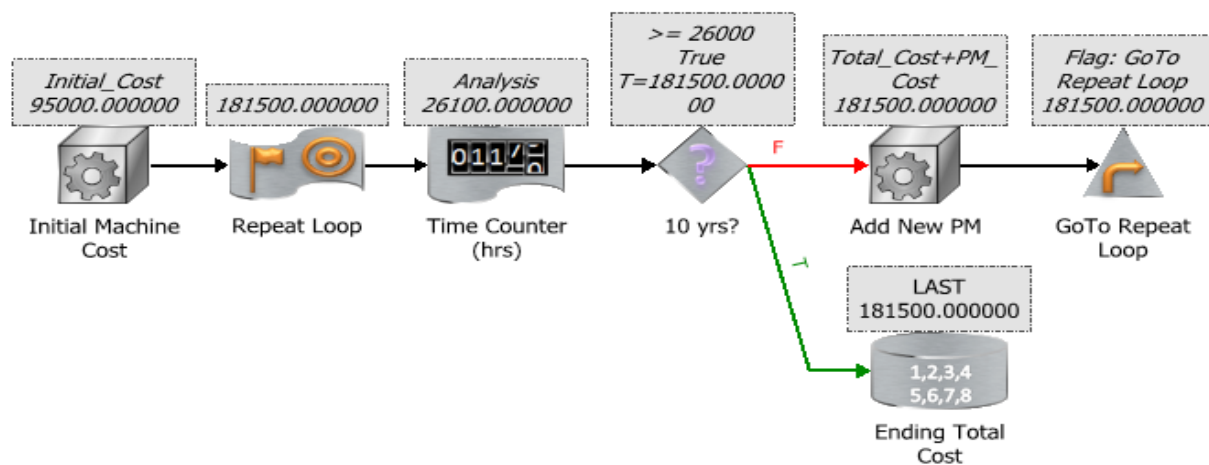 Initial_Cost
95000.000000
Initial Machine
Cost
181500.000000
Repeat Loop
Analysis
26100.000000
Time Counter
(hrs)
>= 26000
True
T=181500.0000
00
10 yrs?
F
T
Total_Cost+PM_
Cost
181500.000000
Add New PM
Flag: GoTo
Repeat Loop
181500.000000
GoTo Repeat
Loop
LAST
181500.000000
1,2,3,4
5,6,7,8
Ending Total
Cost